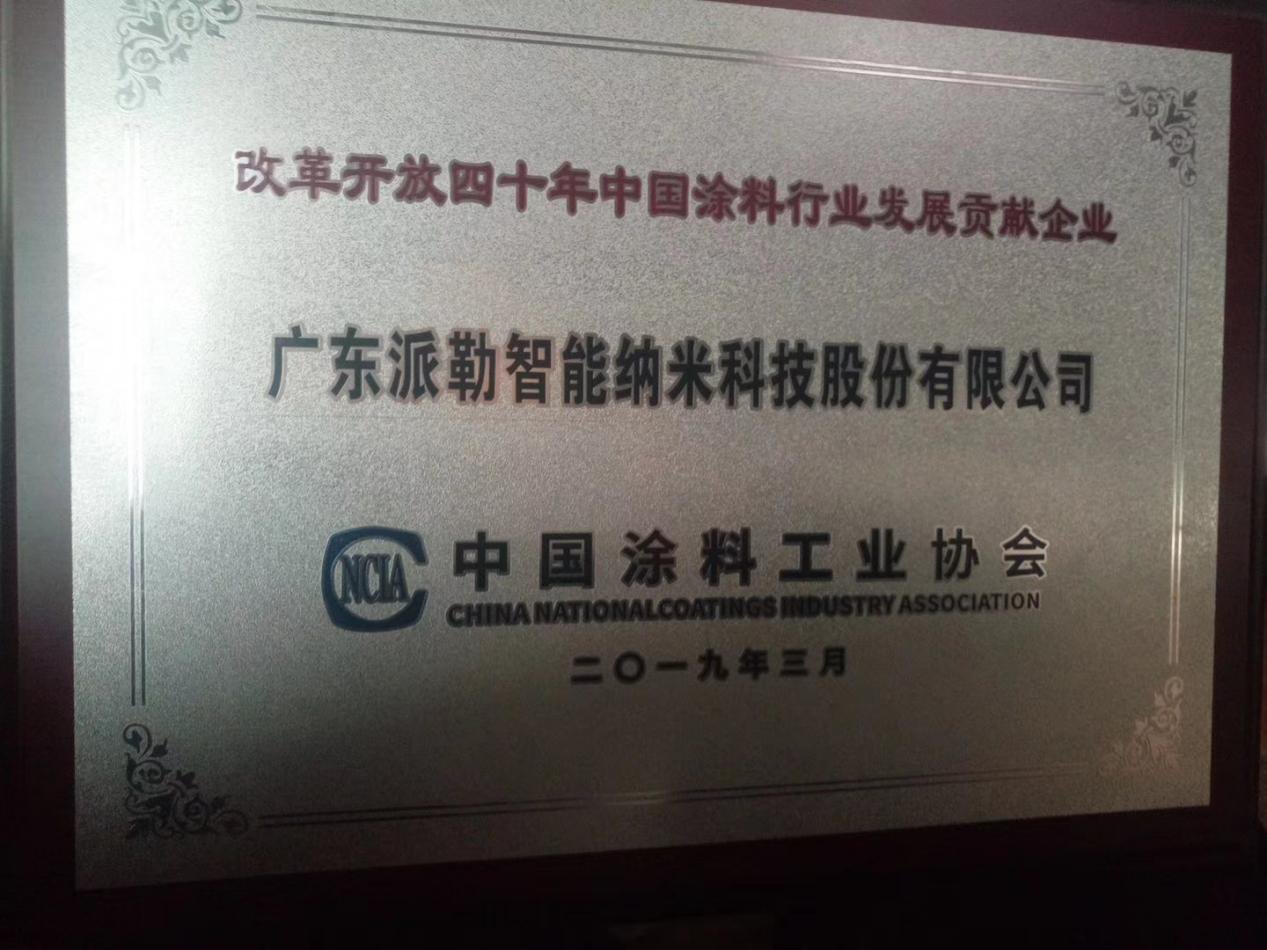 改革开放四十年中国涂料行业发展贡献企业
广东派勒智能纳米科技股份有限公司
NCIA
中国涂料工业协会
CHINA NATIONAL COATINGS INDUSTRY ASSOCIATION
二〇一九年三月